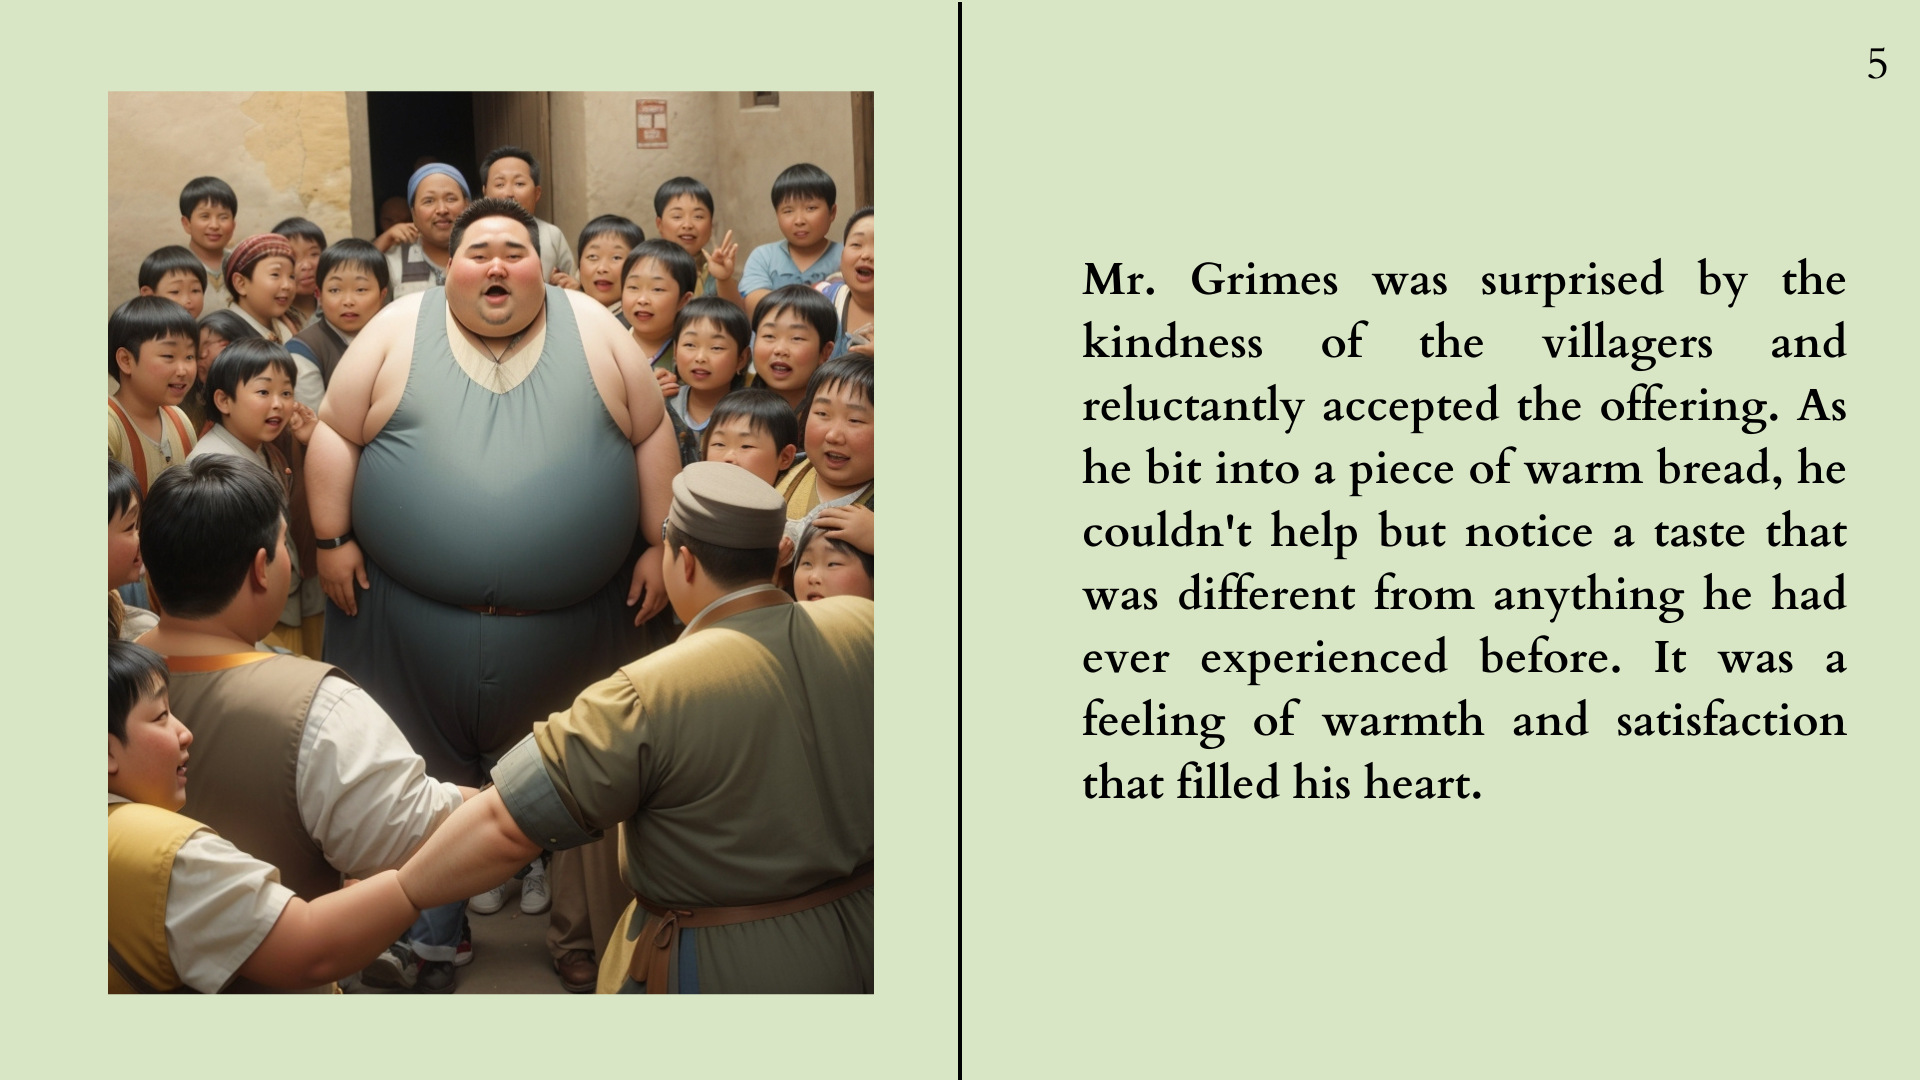 5
Mr. Grimes was surprised by the
kindness of the villagers and
reluctantly accepted the offering. As
he bit into a piece of warm bread, he
couldn't help but notice a taste that
was different from anything he had
ever experienced before. It was a
feeling of warmth and satisfaction
that filled his heart.